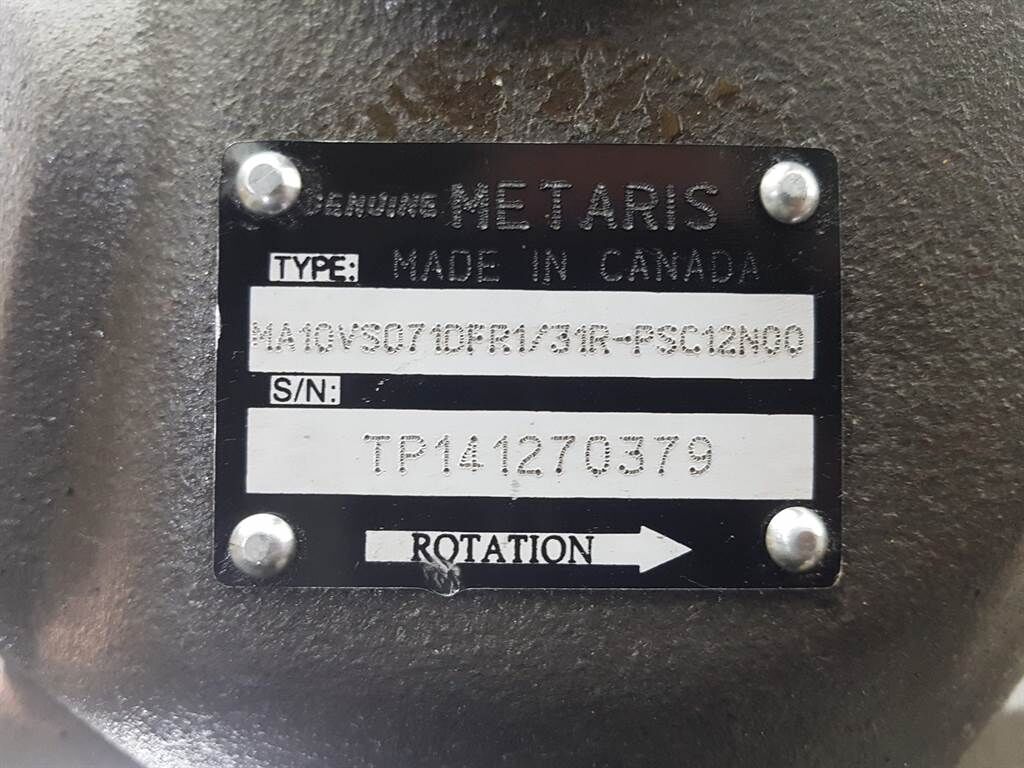 GENUINE METARIS
TYPE: MADE IN CANADA
MA10VSO71DFR1/31R-PSC12N00
S/N:
TP141270379
ROTATION